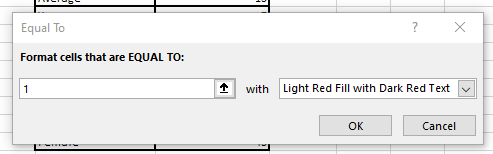 Average
Equal To
Format cells that are EQUAL TO:
1 with Light Red Fill with Dark Red Text
OK Cancel